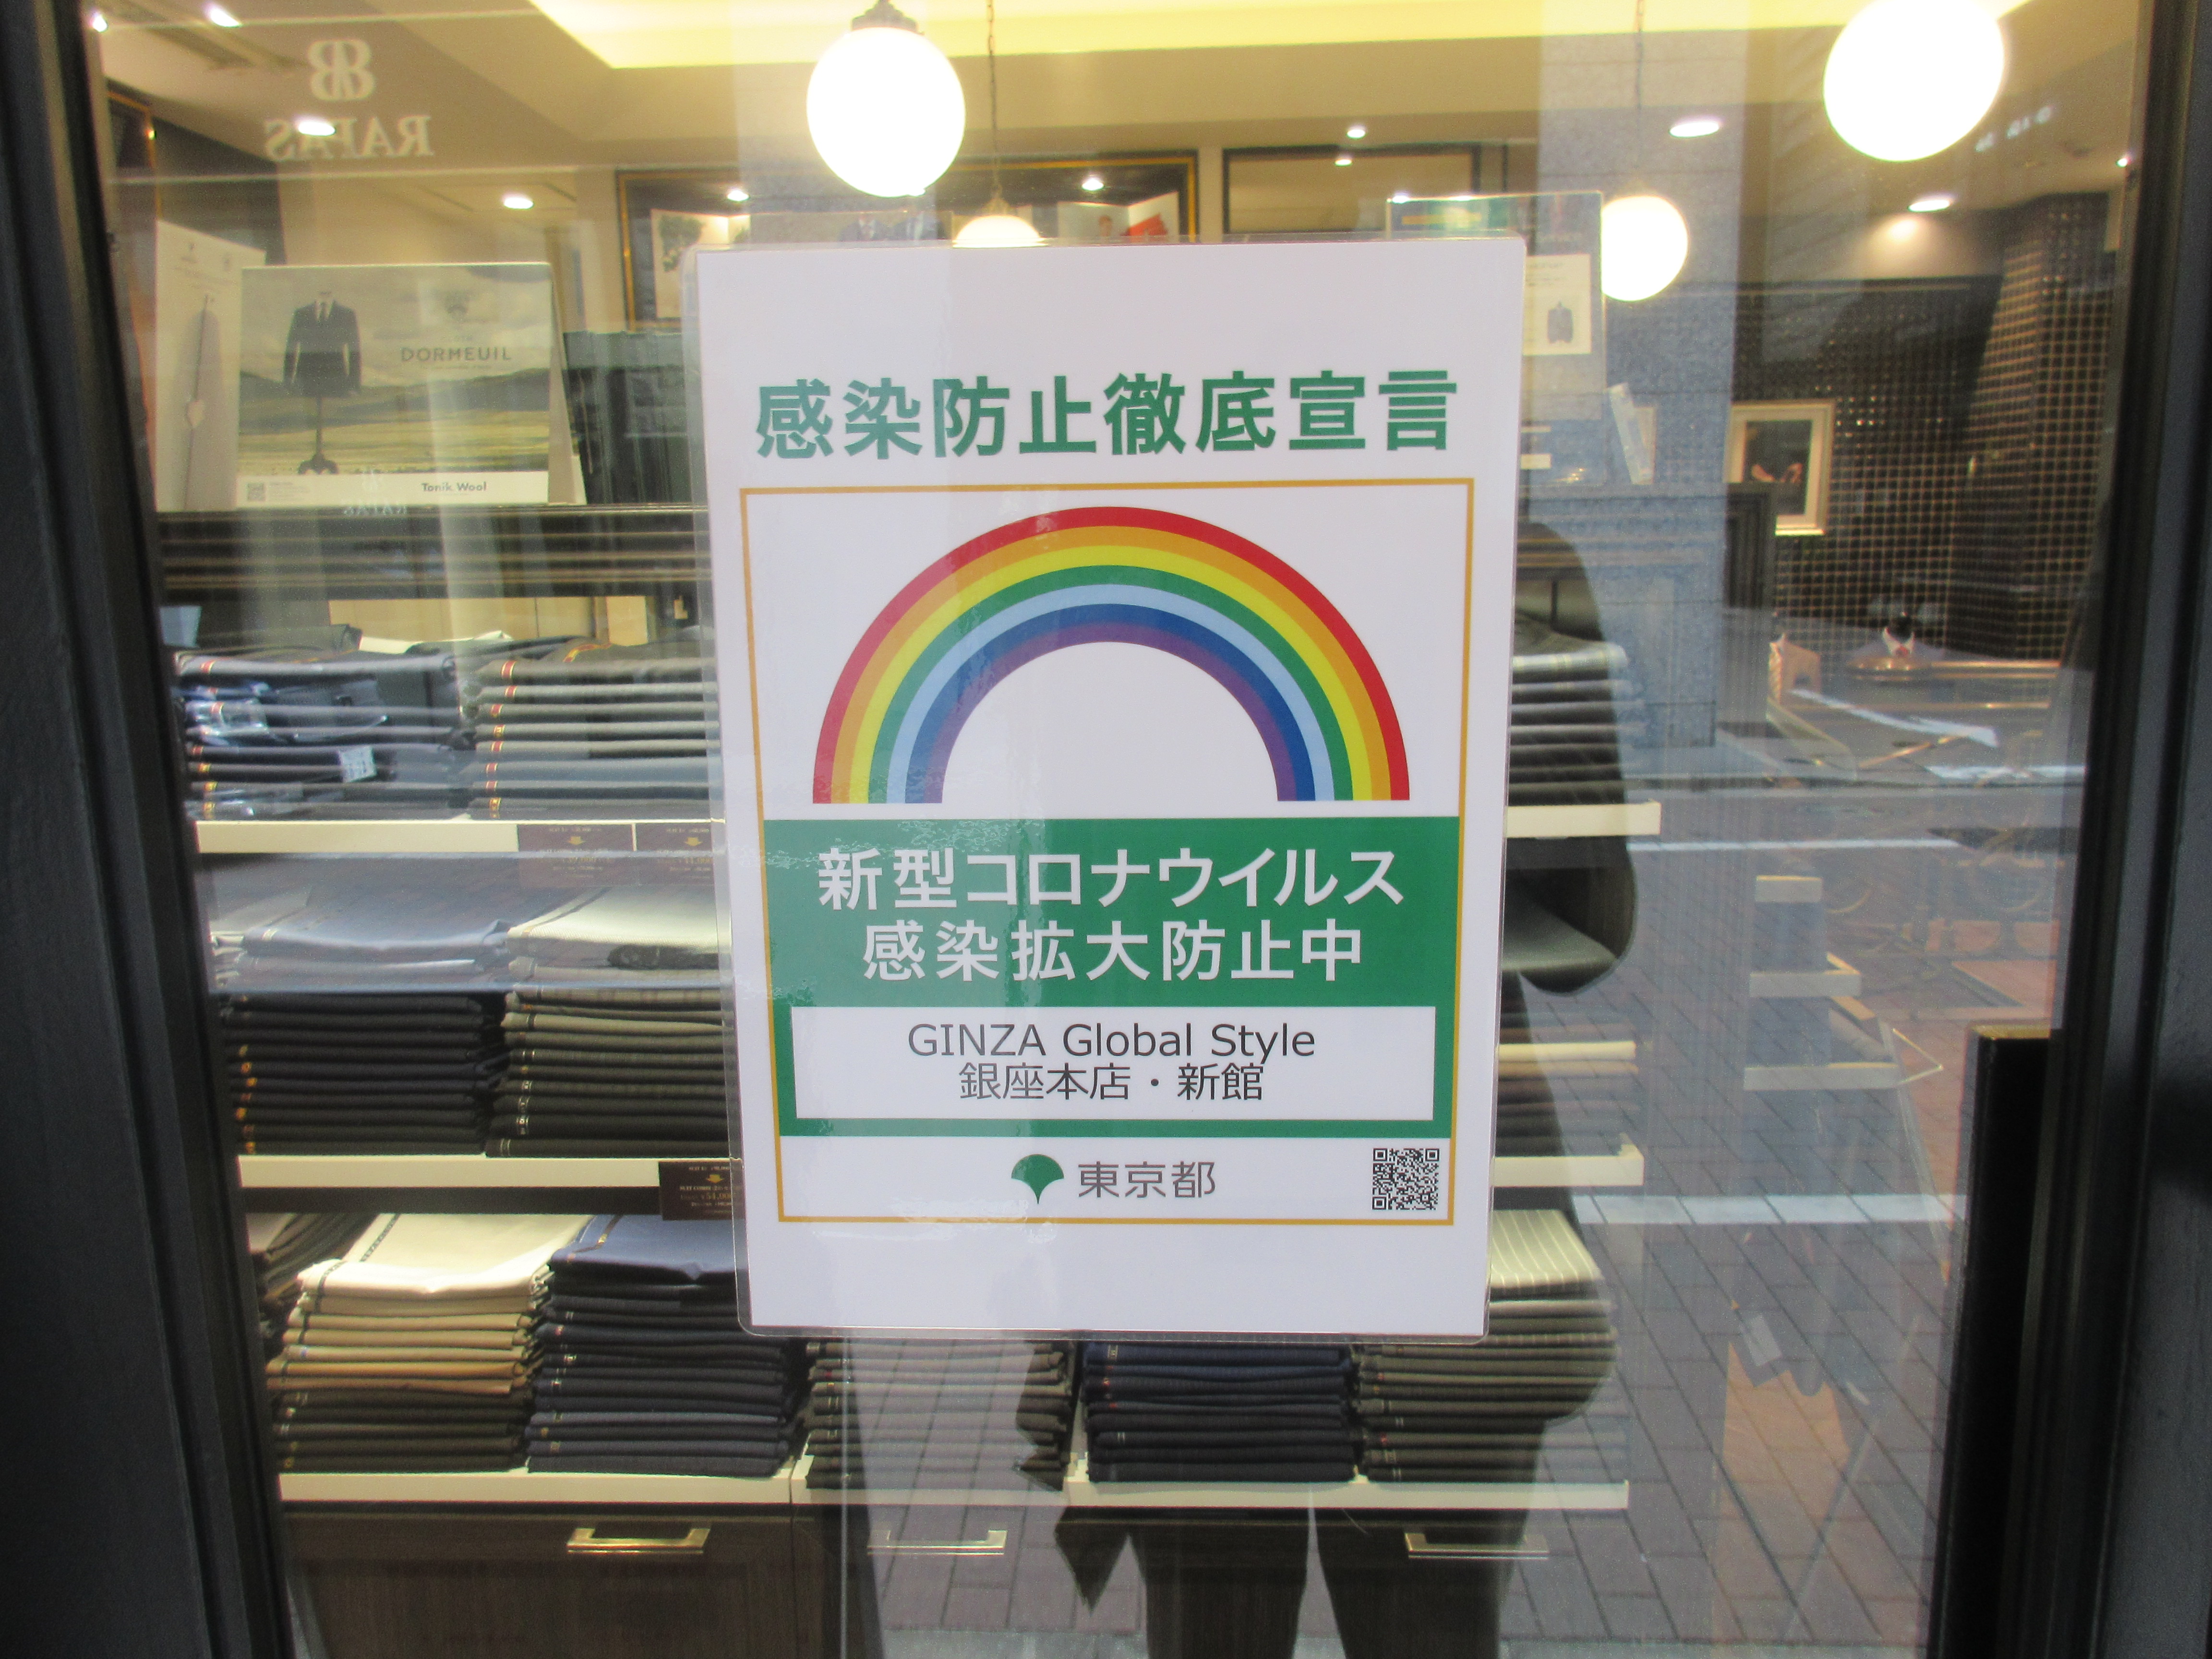 RAFFAS
DORMEUIL
Tonik Wool
感染防止徹底宣言
新型コロナウイルス
感染拡大防止中
GINZA Global Style
銀座本店・新館
東京都